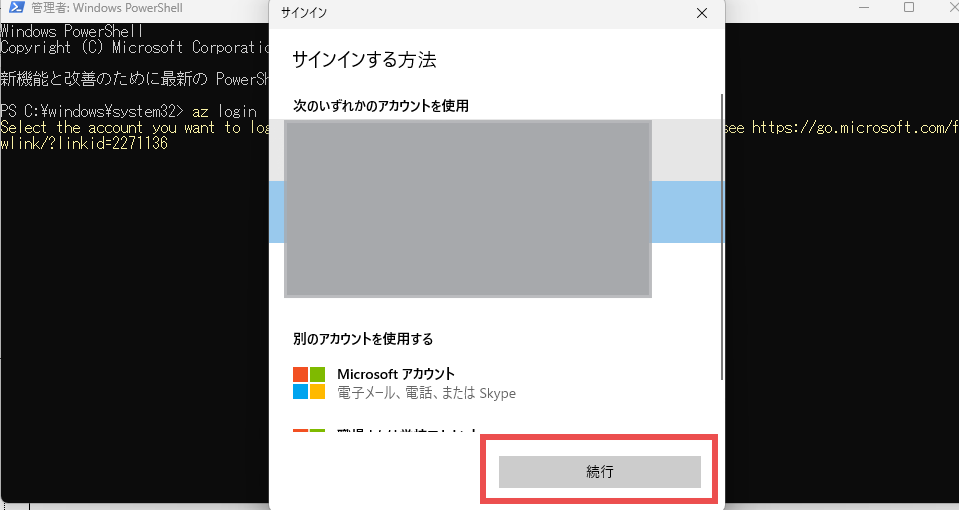 管理者: Windows PowerShell
Windows PowerShell
Copyright (C) Microsoft Corporatio
新機能と改善のために最新の PowerSh
PS C:¥windows¥system32> az login
Select the account you want to log
see https://go.microsoft.com/f
wlink/?linkid=2271136
サインイン
サインインする方法
次のいずれかのアカウントを使用
別のアカウントを使用する
Microsoft アカウント
電子メール、電話、または Skype
続行